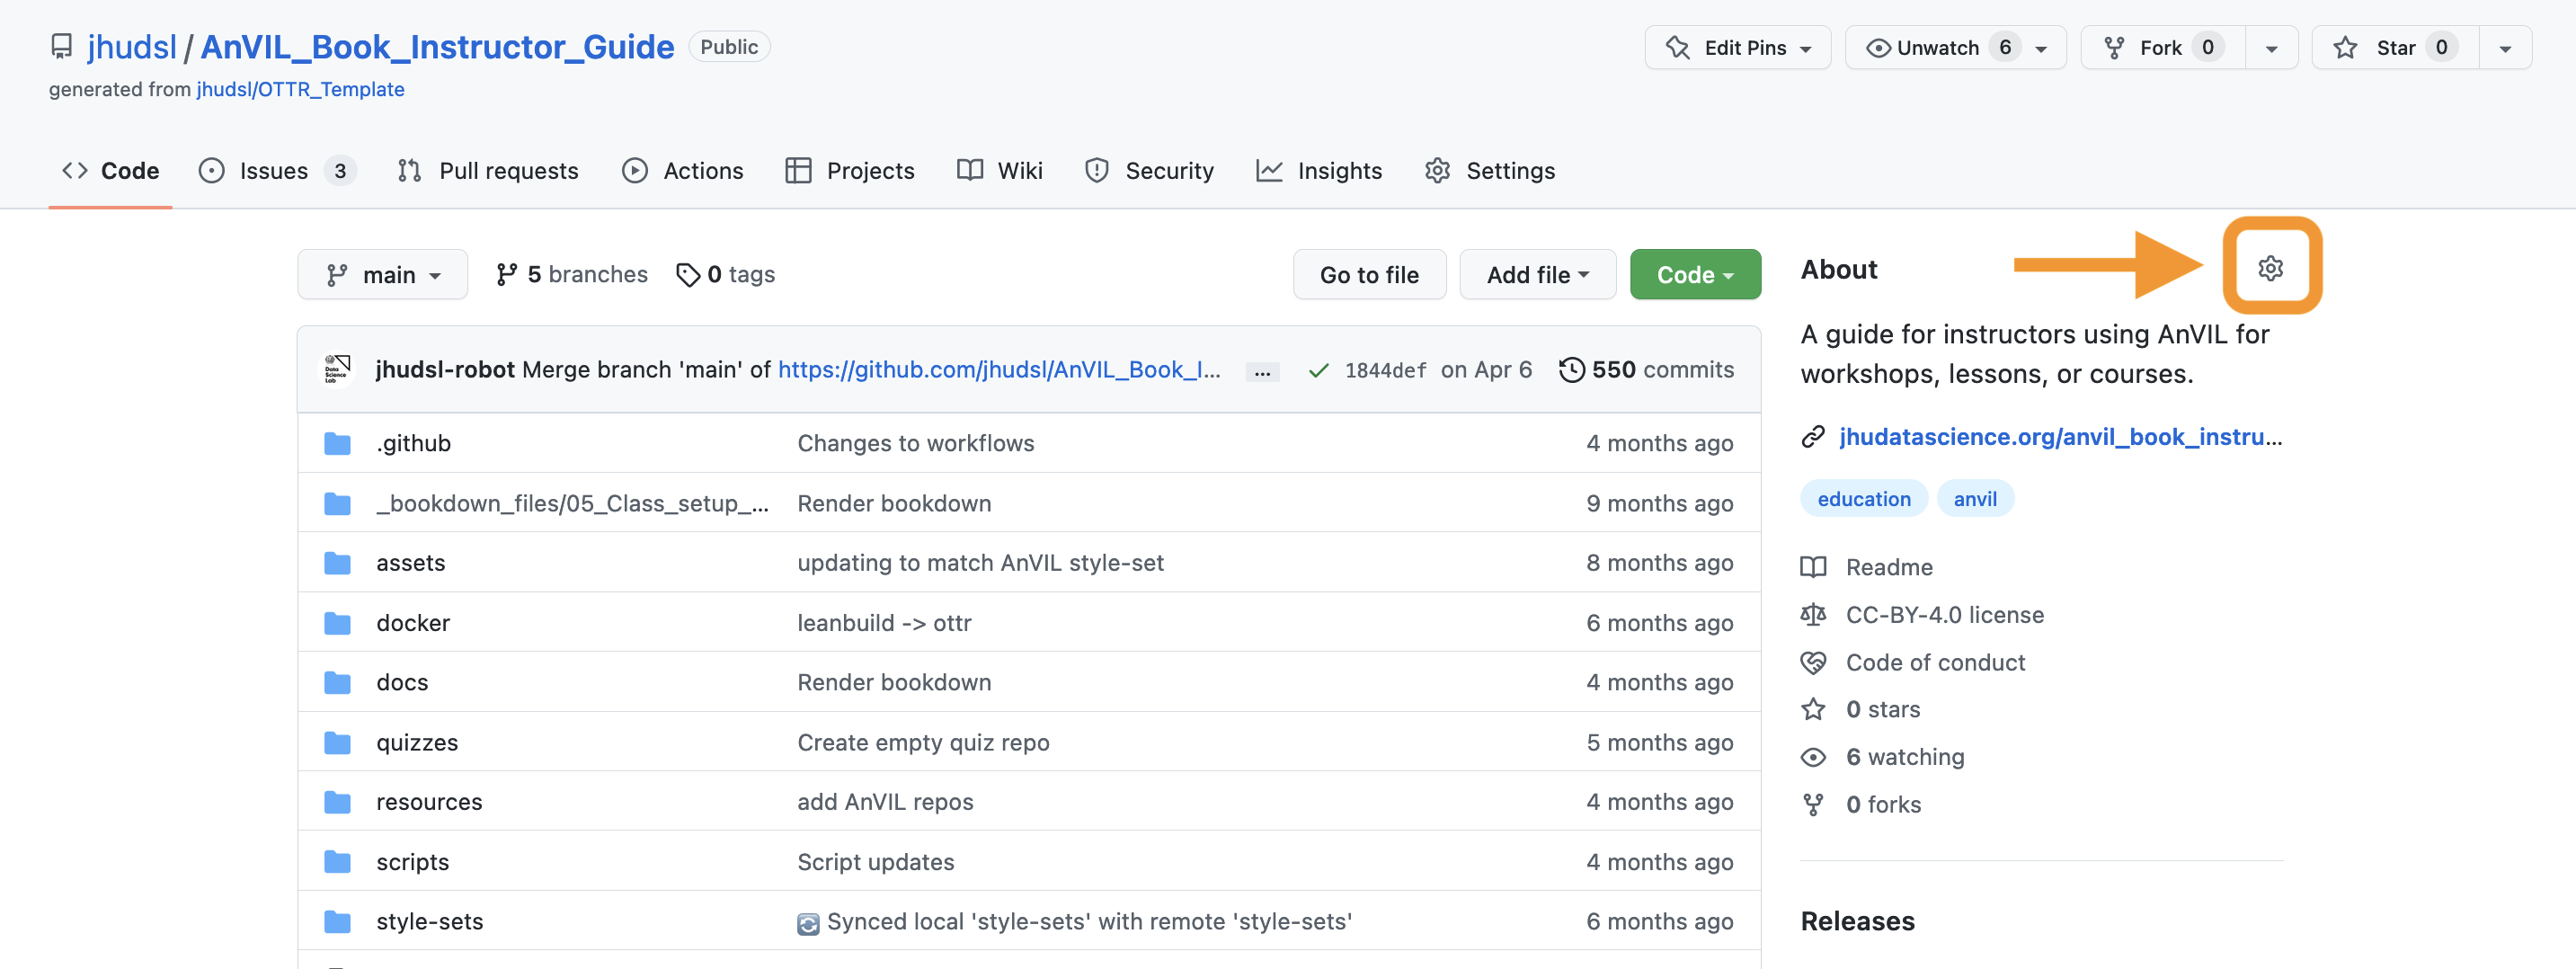 jhudsl / AnVIL_Book_Instructor_Guide Public
Edit Pins Unwatch 6 Fork 0 Star 0
generated from jhudsl/OTTR_Template
Code Issues 3 Pull requests Actions Projects Wiki Security Insights Settings
main 5 branches 0 tags Go to file Add file Code
jhudsl-robot Merge branch 'main' of https://github.com/jhudsl/AnVIL_Book_I... ... 1844def on Apr 6 550 commits
.github Changes to workflows 4 months ago
_bookdown_files/05_Class_setup_... Render bookdown 9 months ago
assets updating to match AnVIL style-set 8 months ago
docker leanbuild -> ottr 6 months ago
docs Render bookdown 4 months ago
quizzes Create empty quiz repo 5 months ago
resources add AnVIL repos 4 months ago
scripts Script updates 4 months ago
style-sets Synced local 'style-sets' with remote 'style-sets' 6 months ago
About
A guide for instructors using AnVIL for
workshops, lessons, or courses.
jhudatascience.org/anvil_book_instru...
education anvil
Readme
CC-BY-4.0 license
Code of conduct
0 stars
6 watching
0 forks
Releases